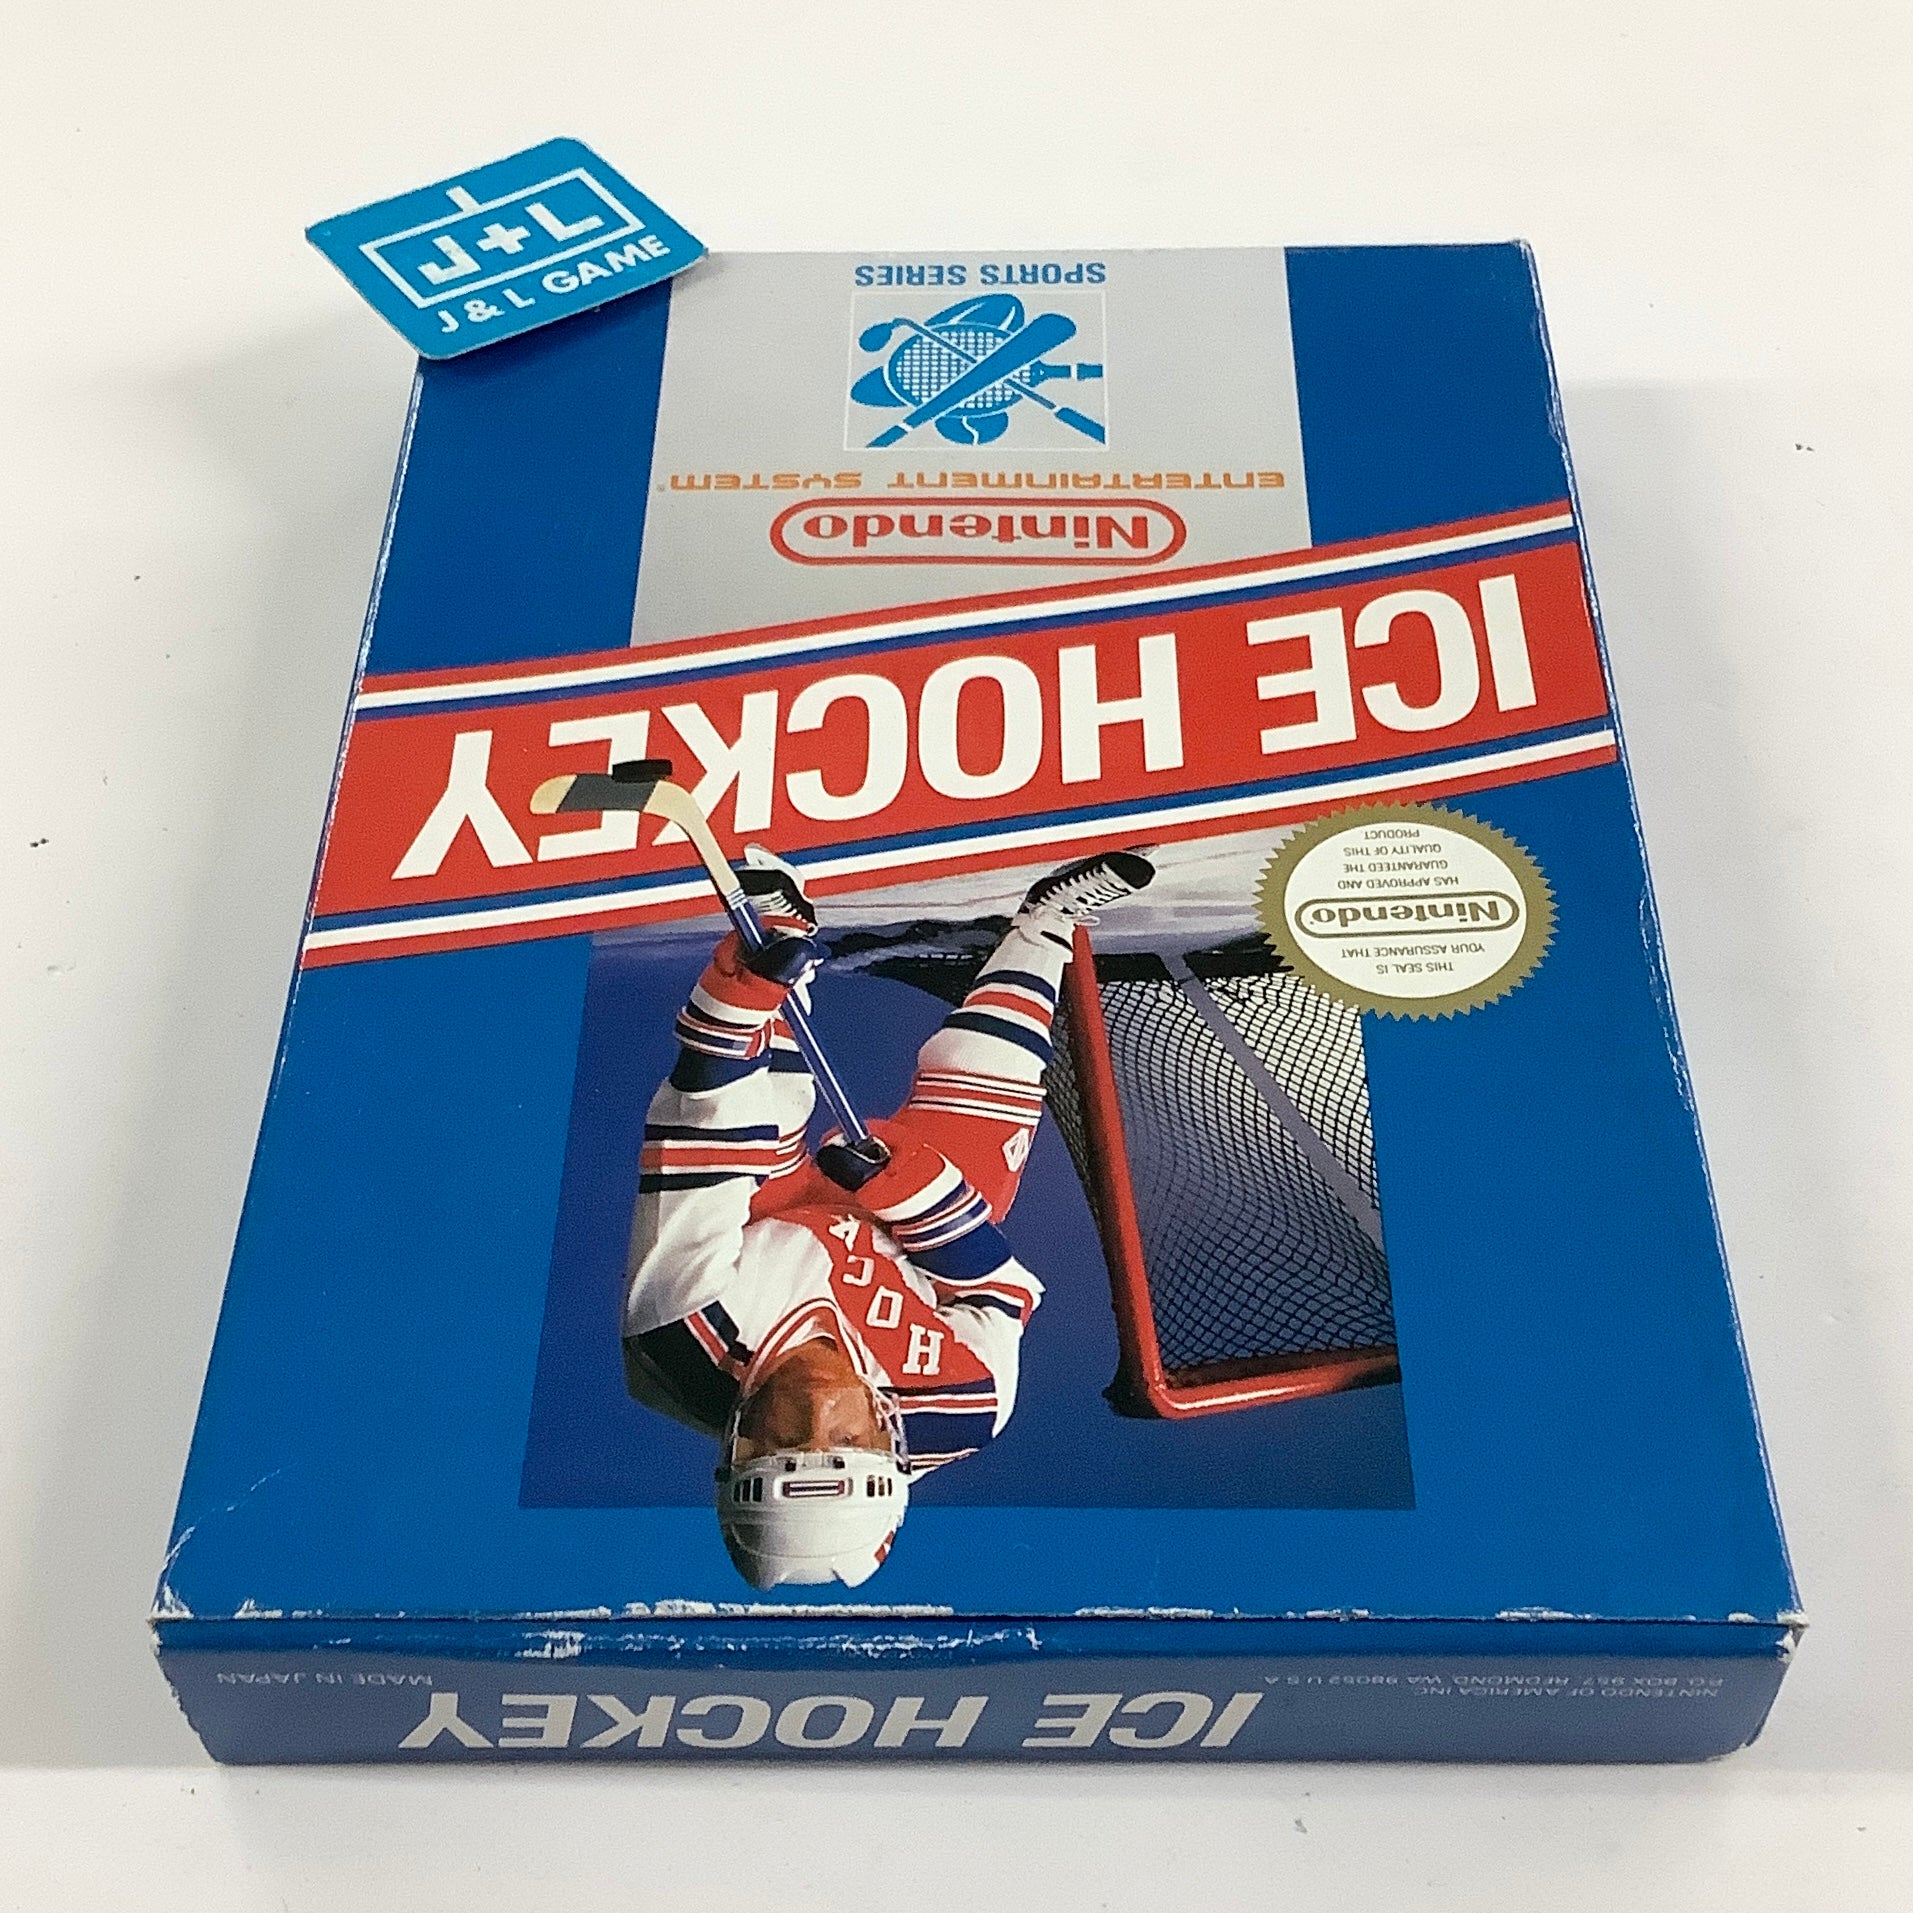 J+L
J & L GAME
ICE HOCKEY
NINTENDO OF AMERICA INC.
P.O. BOX 957, REDMOND, WA 98052 U.S.A.
MADE IN JAPAN
HOCK
THIS SEAL IS
YOUR ASSURANCE THAT
Nintendo®
HAS APPROVED AND
GUARANTEED THE
QUALITY OF THIS
PRODUCT
ICE HOCKEY
Nintendo
ENTERTAINMENT SYSTEM®
SPORTS SERIES